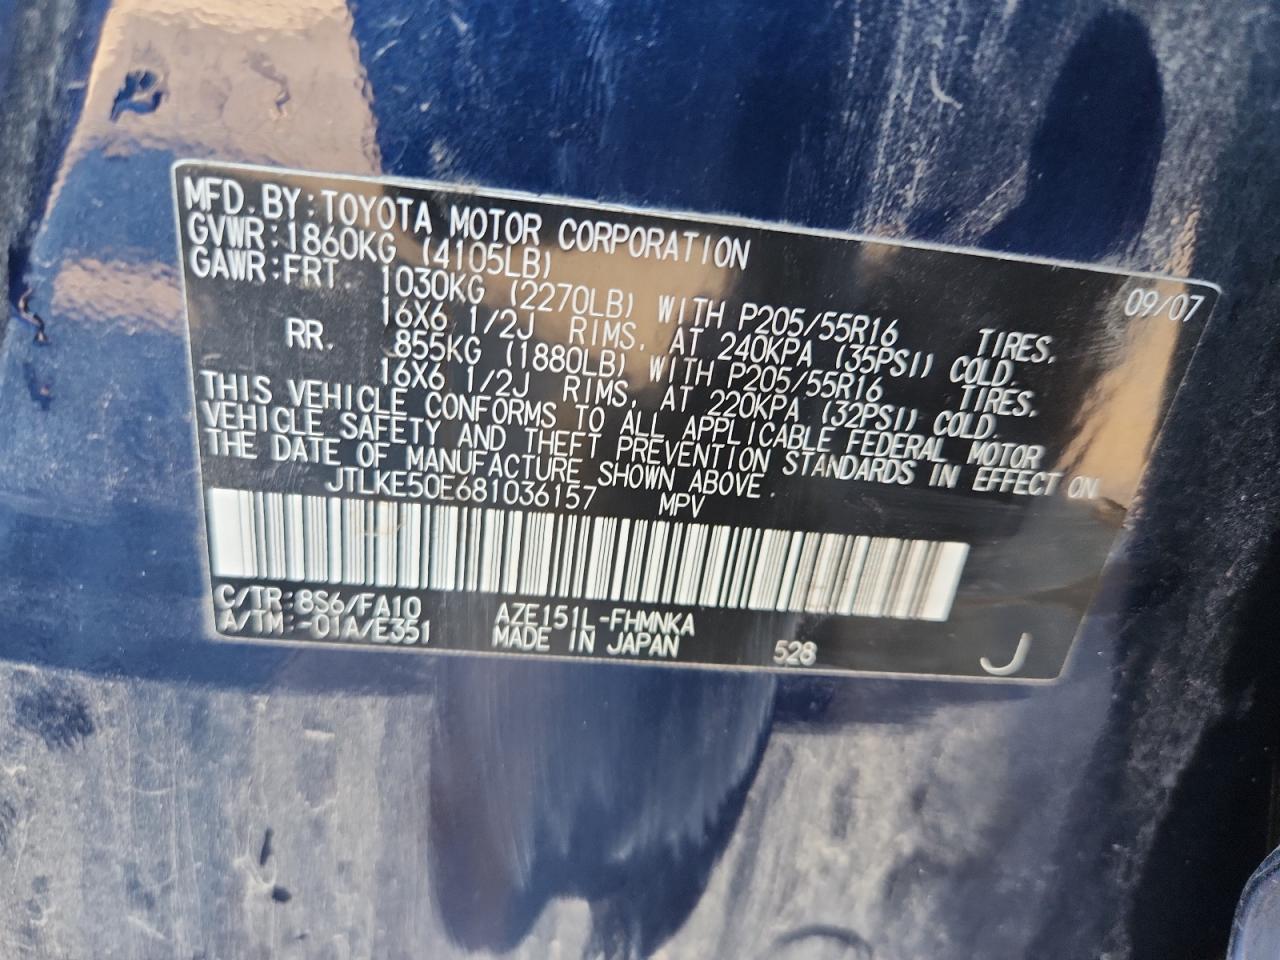 MFD. BY: TOYOTA MOTOR CORPORATION 09/07
GVWR: 1860KG (4105LB)
GAWR: FRT. 1030KG (2270LB) WITH P205/55R16 TIRES,
16X6 1/2J RIMS, AT 240KPA (35PSI) COLD.
RR. 855KG (1880LB) WITH P205/55R16 TIRES,
16X6 1/2J RIMS, AT 220KPA (32PSI) COLD.
THIS VEHICLE CONFORMS TO ALL APPLICABLE FEDERAL MOTOR
VEHICLE SAFETY AND THEFT PREVENTION STANDARDS IN EFFECT ON
THE DATE OF MANUFACTURE SHOWN ABOVE.
JTLKE50E681036157 MPV
C/TR: 8S6/FA10 AZE151L-FHMNKA
A/TM: -01A/E351 MADE IN JAPAN 528 J